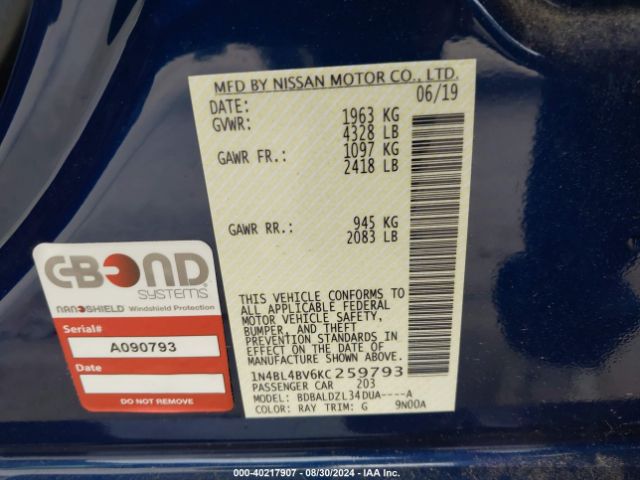 MFD BY NISSAN MOTOR CO., LTD.
DATE: 06/19
GVWR: 1963 KG
4328 LB
GAWR FR.: 1097 KG
2418 LB
GAWR RR.: 945 KG
2083 LB
THIS VEHICLE CONFORMS TO
ALL APPLICABLE FEDERAL
MOTOR VEHICLE SAFETY,
BUMPER, AND THEFT
PREVENTION STANDARDS
IN EFFECT ON THE DATE OF
MANUFACTURE SHOWN ABOVE.
1N4BL4BV6KC259793
PASSENGER CAR 203
MODEL: BDBALDZL34DUA----A
COLOR: RAY TRIM: G 9N00A
C-BOND
SYSTEMS
NANOSHIELD Windshield Protection
Serial#
A090793
Date:
DO NOT REMOVE
000-40217907 - 08/30/2024 - IAA Inc.